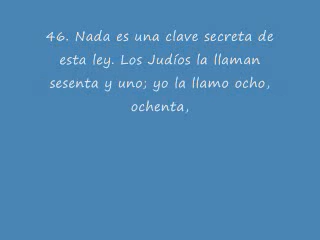 46. Nada es una clave secreta de
esta ley. Los Judíos la llaman
sesenta y uno; yo la llamo ocho,
ochenta,